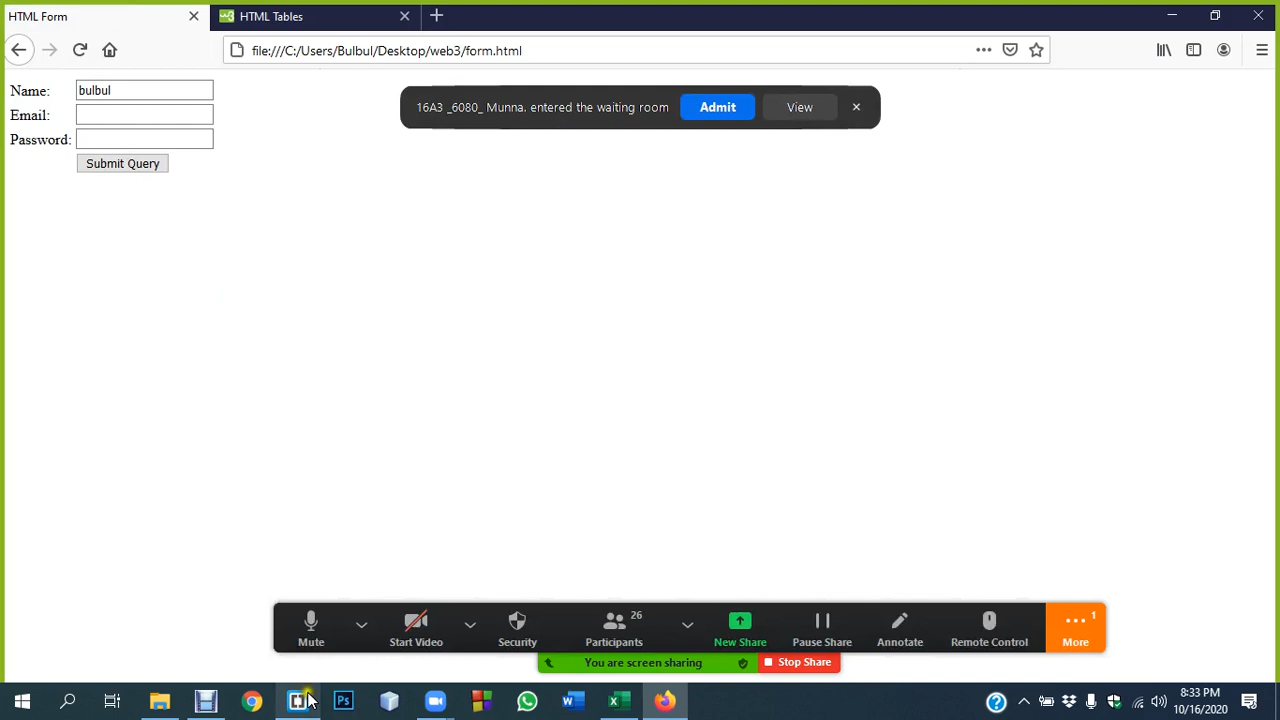 HTML Form
HTML Tables
file:///C:/Users/Bulbul/Desktop/web3/form.html
Name: bulbul
Email:
Password:
Submit Query
16A3 _6080_ Munna. entered the waiting room Admit View
26
1
Mute Start Video Security Participants New Share Pause Share Annotate Remote Control More
You are screen sharing Stop Share
Ps
8:33 PM
10/16/2020